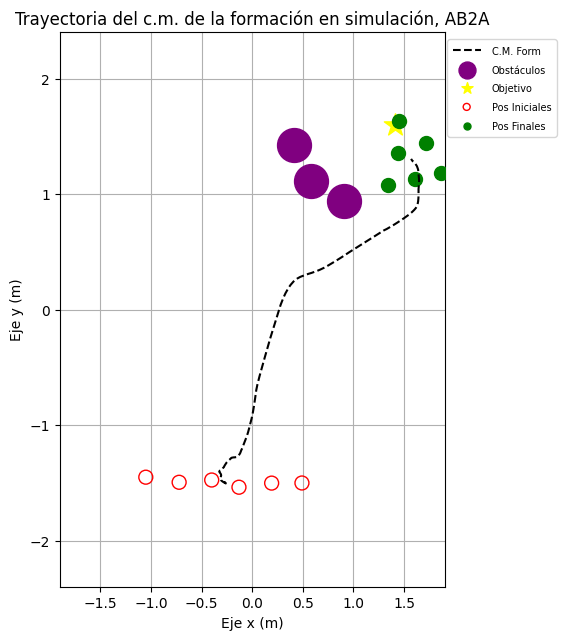 Trayectoria del c.m. de la formación en simulación, AB2A
C.M. Form
Obstáculos
Objetivo
Pos Iniciales
Pos Finales
Eje y (m)
2
1
0
−1
−2
−1.5 −1.0 −0.5 0.0 0.5 1.0 1.5
Eje x (m)